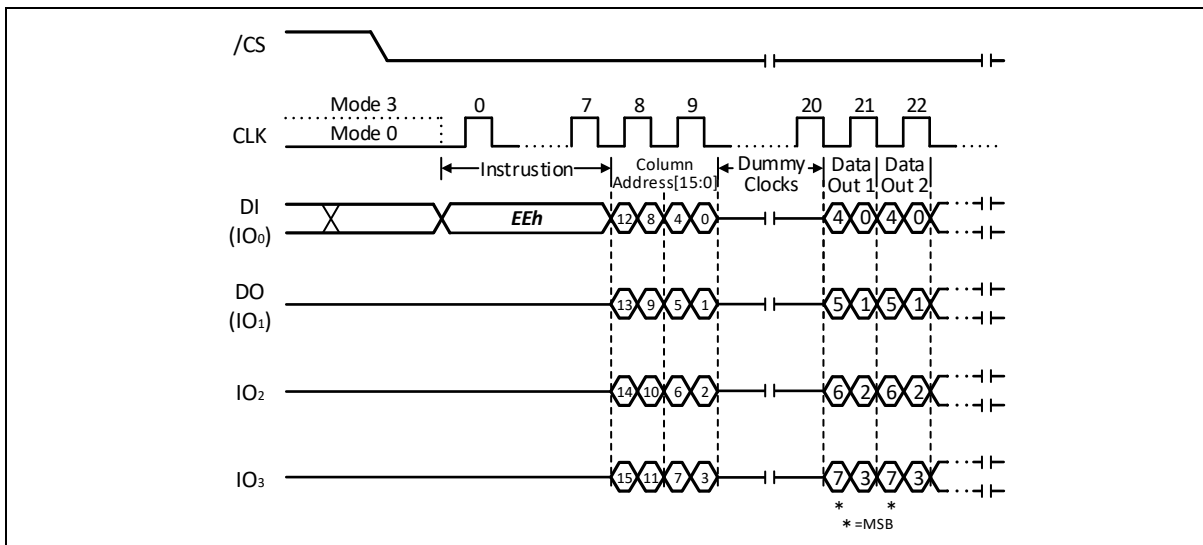 /CS
Mode 3
0 7 8 9 20 21 22
CLK
Mode 0
Instrustion
Column
Address[15:0]
Dummy
Clocks
Data
Out 1
Data
Out 2
DI
(IO0)
EEh
12 8 4 0
4 0 4 0
DO
(IO1)
13 9 5 1
5 1 5 1
IO2
14 10 6 2
6 2 6 2
IO3
15 11 7 3
7 3 7 3
* *
* =MSB